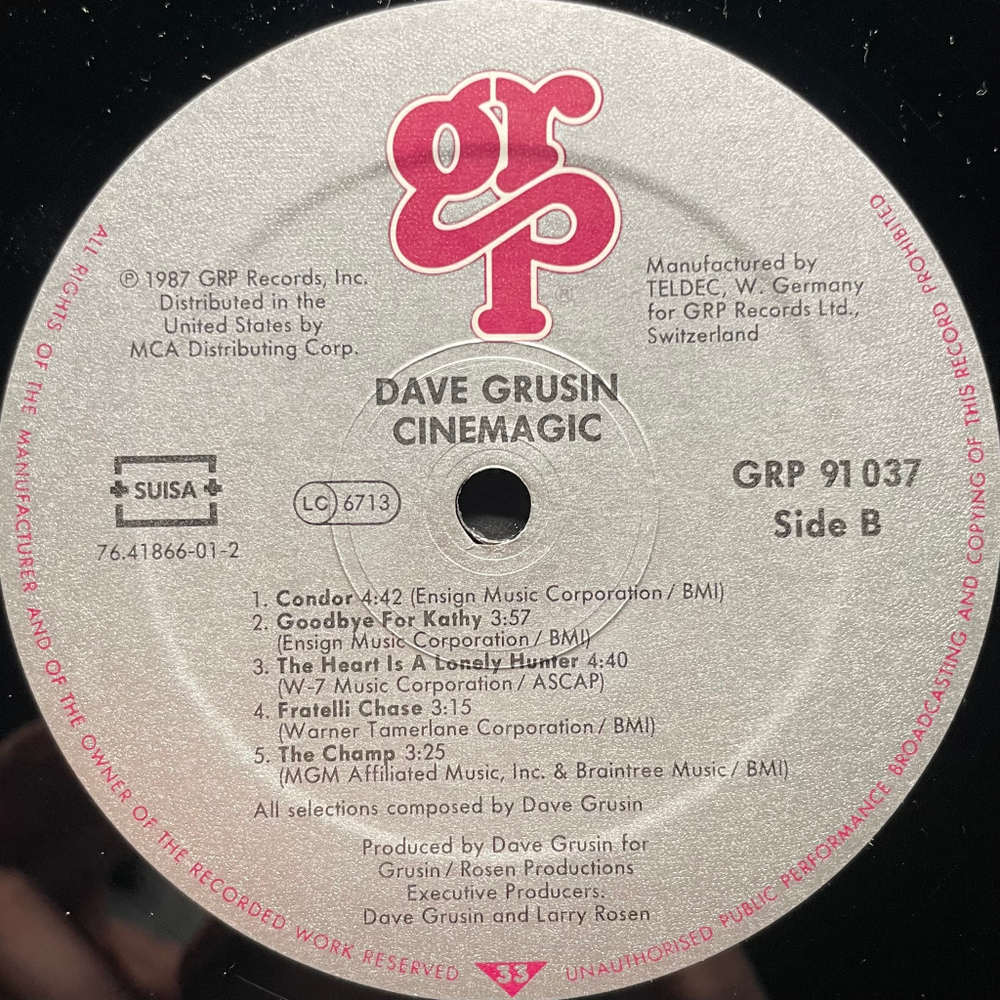 grp
®
℗ 1987 GRP Records, Inc.
Distributed in the
United States by
MCA Distributing Corp.
Manufactured by
TELDEC, W. Germany
for GRP Records Ltd.,
Switzerland
DAVE GRUSIN
CINEMAGIC
SUISA
76.41866-01-2
LC 6713
GRP 91 037
Side B
1. Condor 4:42 (Ensign Music Corporation / BMI)
2. Goodbye For Kathy 3:57
(Ensign Music Corporation / BMI)
3. The Heart Is A Lonely Hunter 4:40
(W-7 Music Corporation / ASCAP)
4. Fratelli Chase 3:15
(Warner Tamerlane Corporation / BMI)
5. The Champ 3:25
(MGM Affiliated Music, Inc. & Braintree Music / BMI)
All selections composed by Dave Grusin
Produced by Dave Grusin for
Grusin / Rosen Productions
Executive Producers.
Dave Grusin and Larry Rosen
ALL RIGHTS OF THE MANUFACTURER AND OF THE OWNER OF THE RECORDED WORK RESERVED
33
UNAUTHORISED PUBLIC PERFORMANCE BROADCASTING AND COPYING OF THIS RECORD PROHIBITED